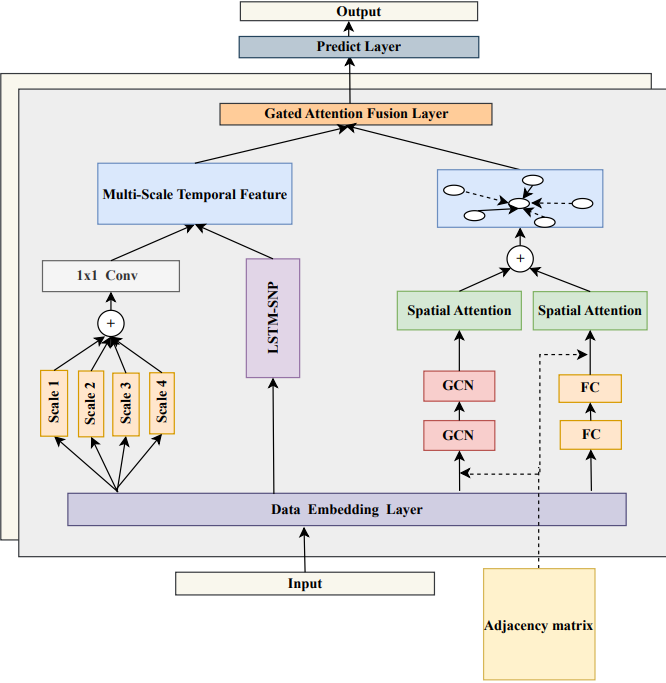 Output
Predict Layer
Gated Attention Fusion Layer
Multi-Scale Temporal Feature
1x1 Conv
LSTM-SNP
+
+
Spatial Attention
Spatial Attention
Scale 1
Scale 2
Scale 3
Scale 4
GCN
FC
GCN
FC
Data Embedding Layer
Input
Adjacency matrix